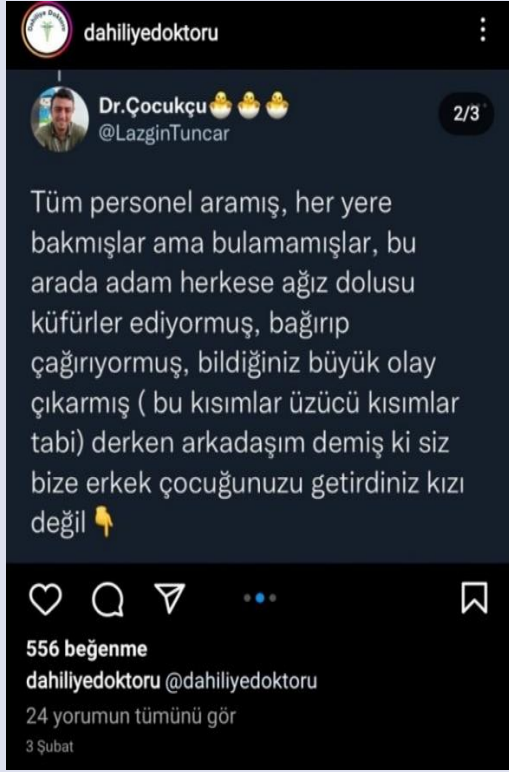 Dahiliye Doktoru
dahiliyedoktoru
Dr.Çocukçu🐣🐣🐣
@LazginTuncar
2/3
Tüm personel aramış, her yere
bakmışlar ama bulamamışlar, bu
arada adam herkese ağız dolusu
küfürler ediyormuş, bağırıp
çağırıyormuş, bildiğiniz büyük olay
çıkarmış ( bu kısımlar üzücü kısımlar
tabi) derken arkadaşım demiş ki siz
bize erkek çocuğunuzu getirdiniz kızı
değil👇
556 beğenme
dahiliyedoktoru @dahiliyedoktoru
24 yorumun tümünü gör
3 Şubat